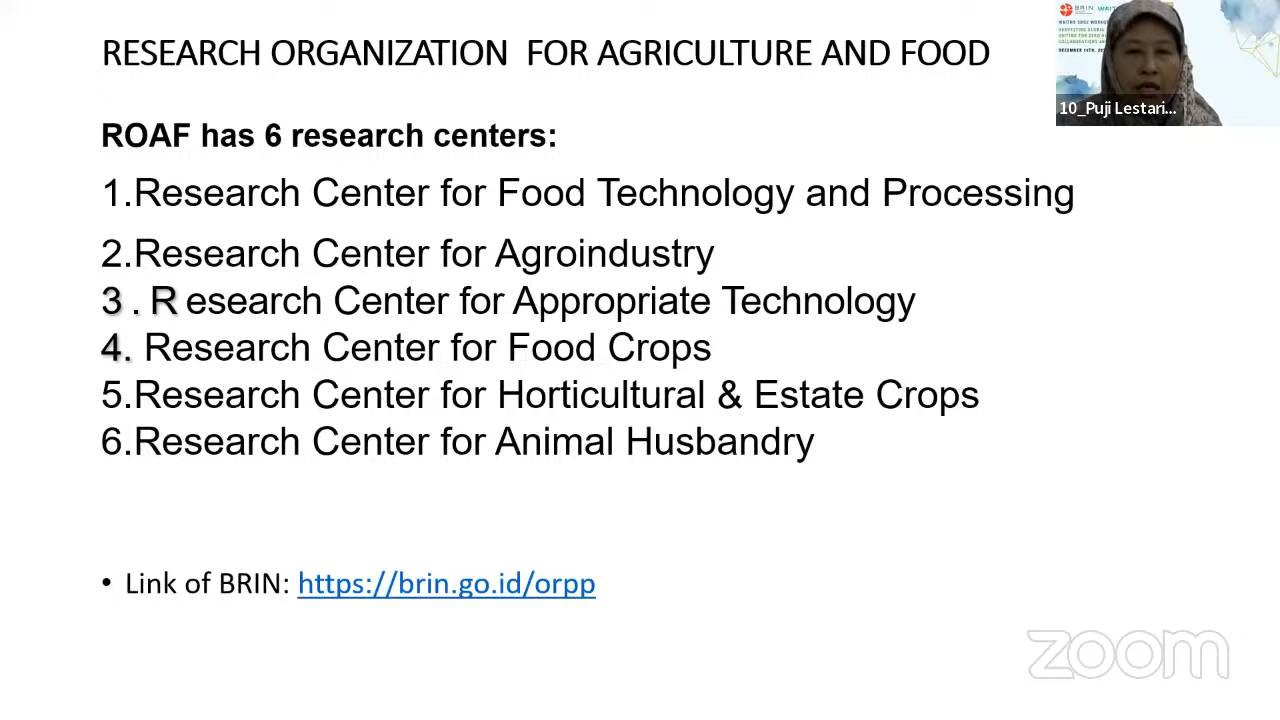 RESEARCH ORGANIZATION FOR AGRICULTURE AND FOOD
ROAF has 6 research centers:
1.Research Center for Food Technology and Processing
2.Research Center for Agroindustry
3 . R esearch Center for Appropriate Technology
4. Research Center for Food Crops
5.Research Center for Horticultural & Estate Crops
6.Research Center for Animal Husbandry
• Link of BRIN: https://brin.go.id/orpp
BRIN
10_Puji Lestari...
zoom